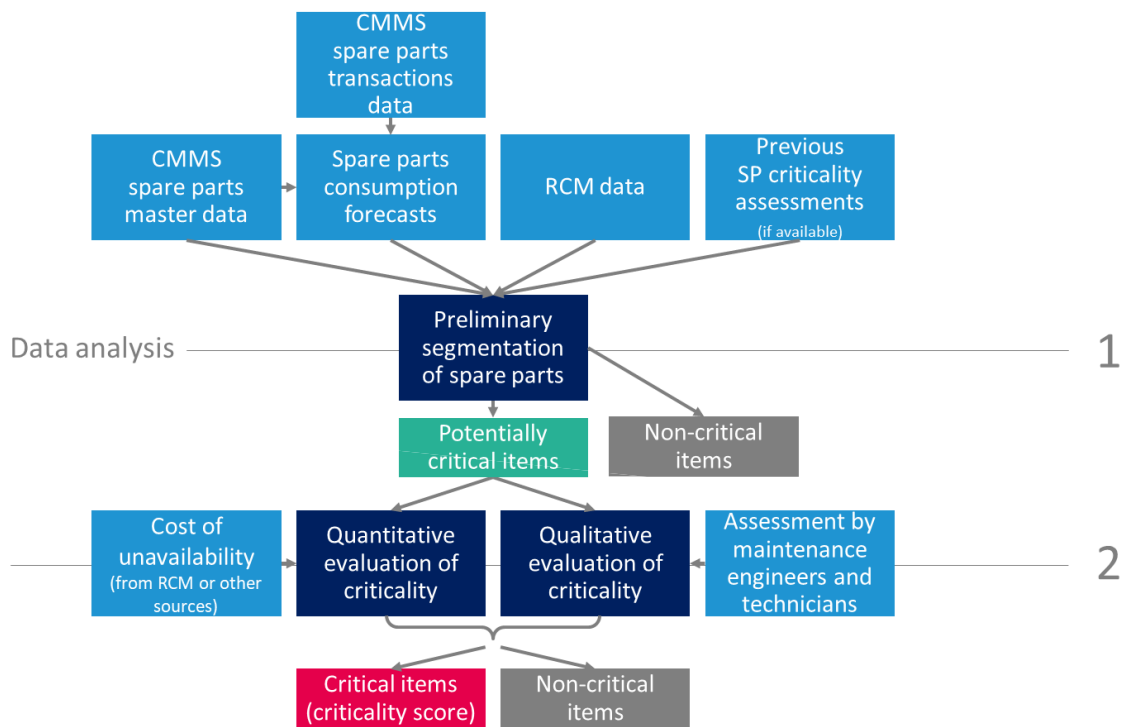 CMMS
spare parts
transactions
data
CMMS
spare parts
master data
Spare parts
consumption
forecasts
RCM data
Previous
SP criticality
assessments
(if available)
Data analysis
Preliminary
segmentation
of spare parts
1
Potentially
critical items
Non-critical
items
Cost of
unavailability
(from RCM or other
sources)
Quantitative
evaluation of
criticality
Qualitative
evaluation of
criticality
Assessment by
maintenance
engineers and
technicians
2
Critical items
(criticality score)
Non-critical
items